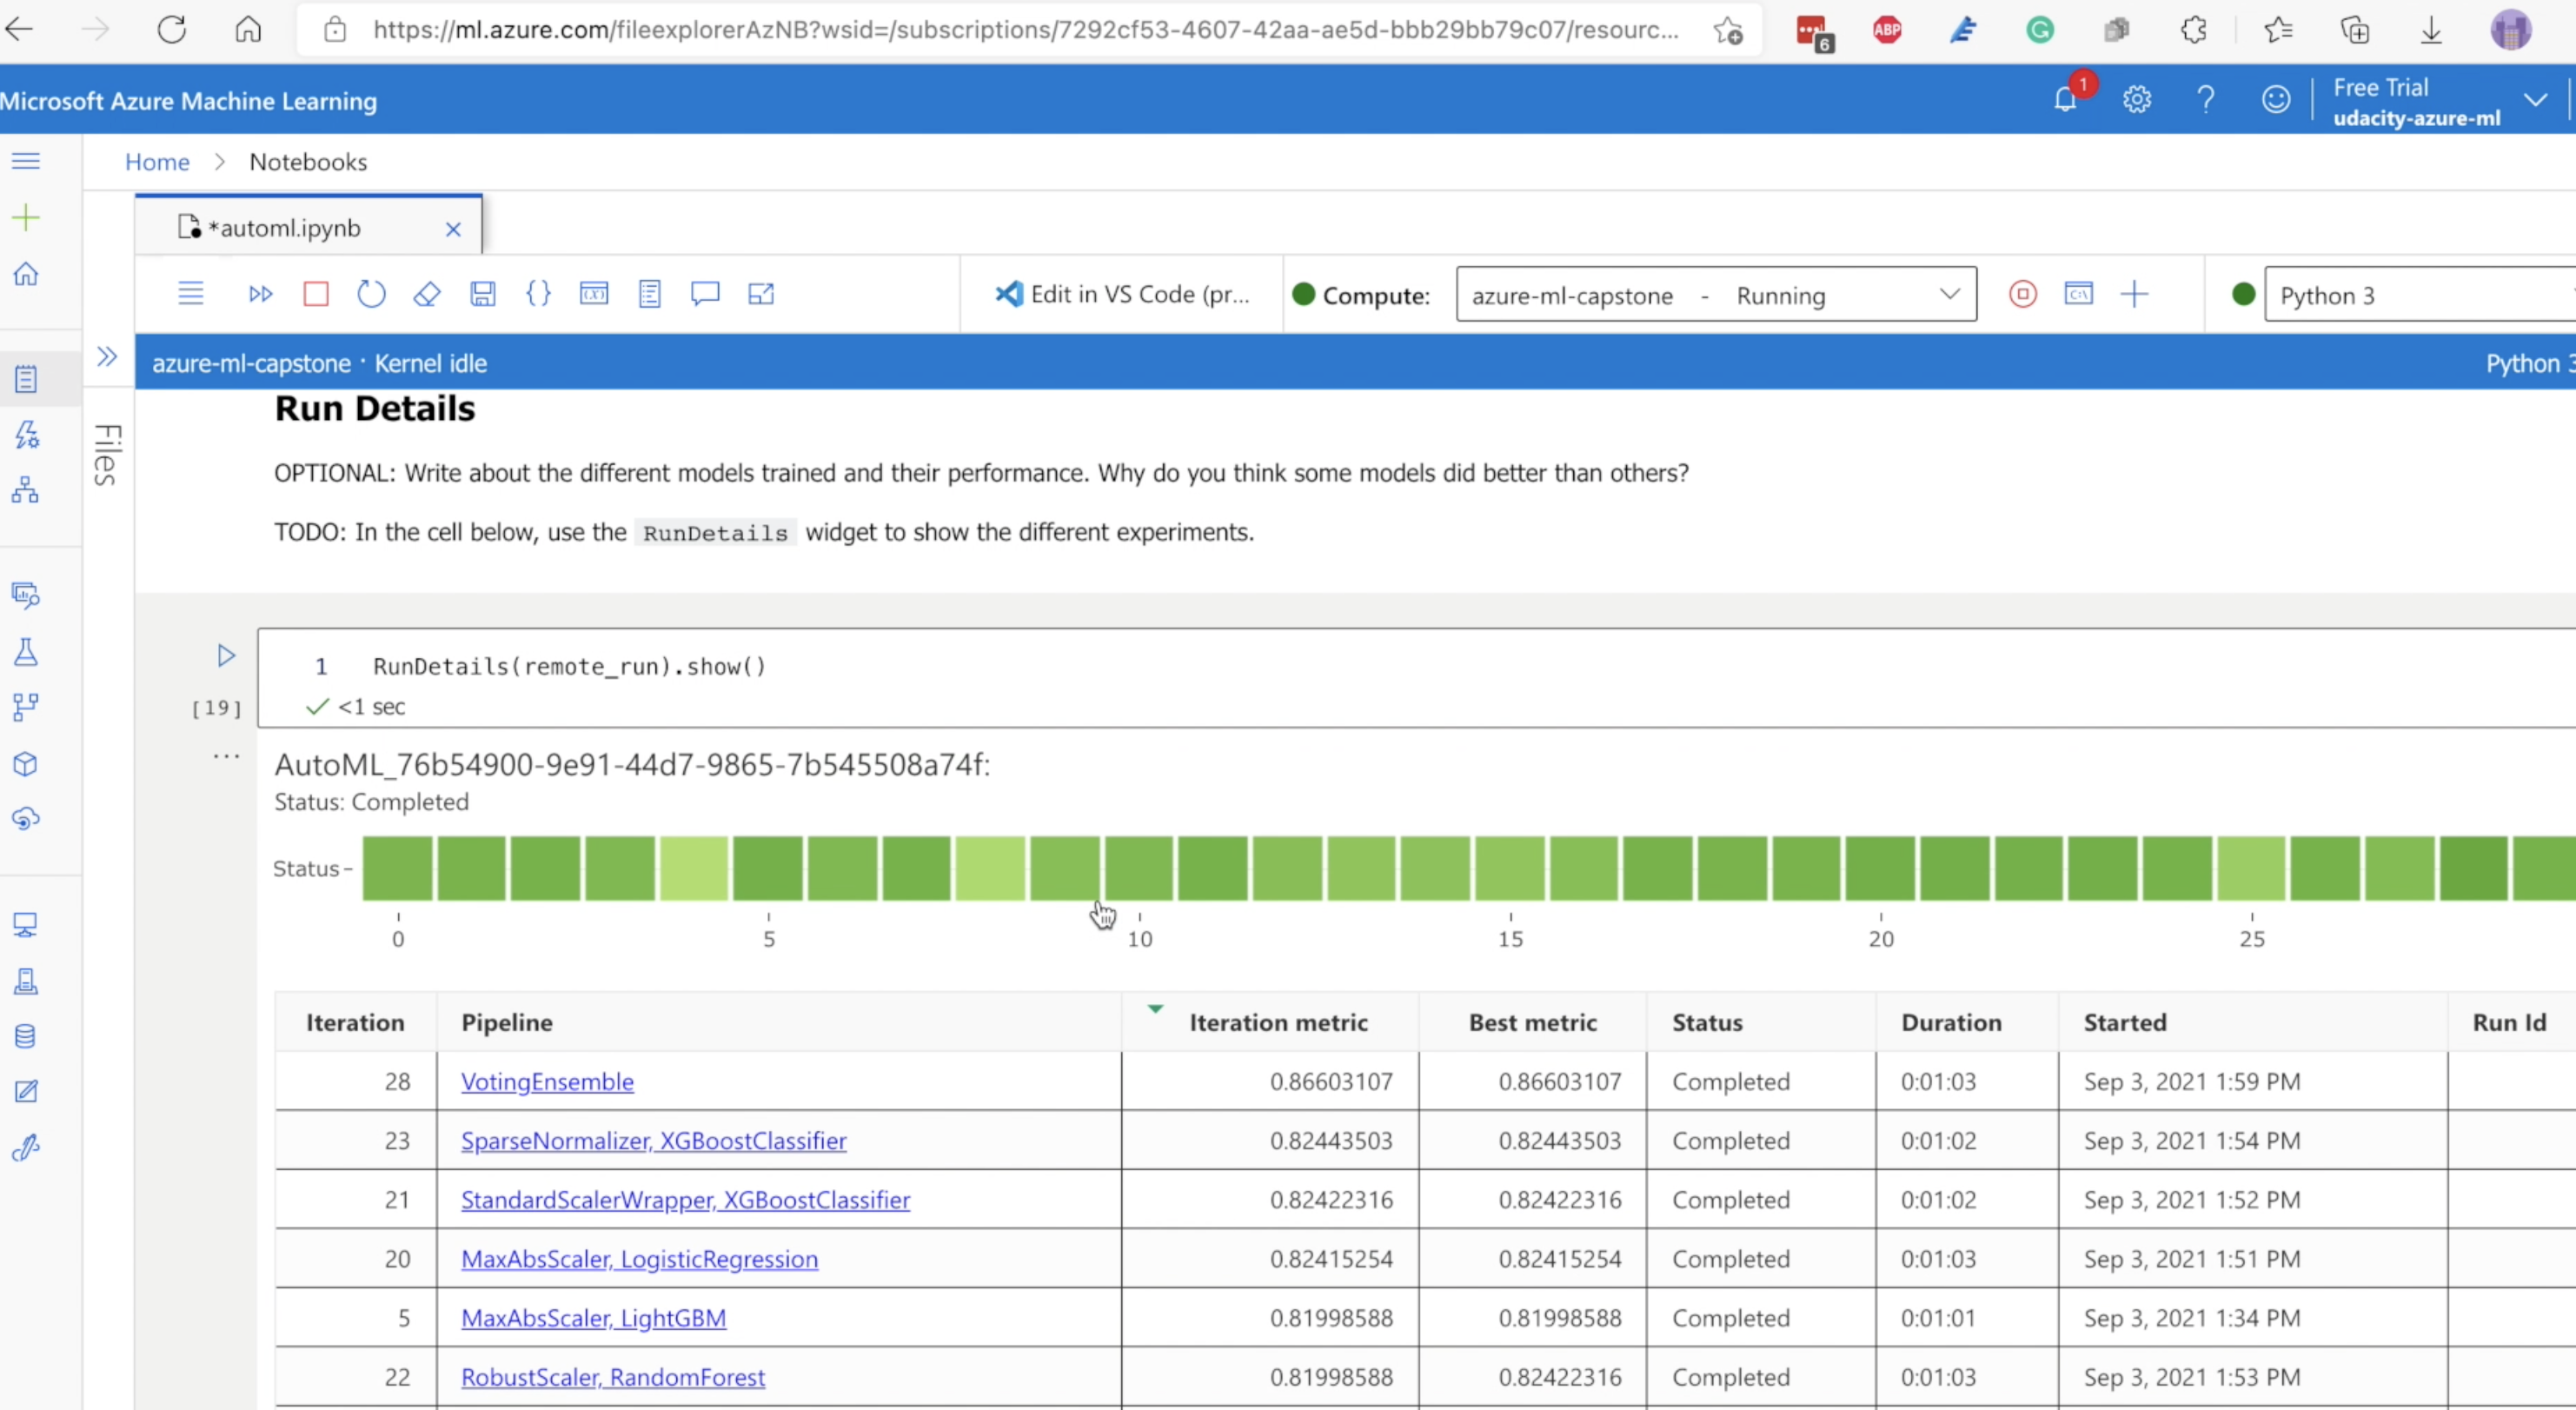 https://ml.azure.com/fileexplorerAzNB?wsid=/subscriptions/7292cf53-4607-42aa-ae5d-bbb29bb79c07/resourc...
6
ABP
Microsoft Azure Machine Learning
1
Free Trial
udacity-azure-ml
Home > Notebooks
*automl.ipynb
Edit in VS Code (pr...
Compute:
azure-ml-capstone - Running
Python 3
azure-ml-capstone · Kernel idle
Python 3
Files
Run Details
OPTIONAL: Write about the different models trained and their performance. Why do you think some models did better than others?
TODO: In the cell below, use the RunDetails widget to show the different experiments.
1 RunDetails(remote_run).show()
[19]
<1 sec
AutoML_76b54900-9e91-44d7-9865-7b545508a74f:
Status: Completed
Status
0 5 10 15 20 25
Iteration Pipeline Iteration metric Best metric Status Duration Started Run Id
28 VotingEnsemble 0.86603107 0.86603107 Completed 0:01:03 Sep 3, 2021 1:59 PM
23 SparseNormalizer, XGBoostClassifier 0.82443503 0.82443503 Completed 0:01:02 Sep 3, 2021 1:54 PM
21 StandardScalerWrapper, XGBoostClassifier 0.82422316 0.82422316 Completed 0:01:02 Sep 3, 2021 1:52 PM
20 MaxAbsScaler, LogisticRegression 0.82415254 0.82415254 Completed 0:01:03 Sep 3, 2021 1:51 PM
5 MaxAbsScaler, LightGBM 0.81998588 0.81998588 Completed 0:01:01 Sep 3, 2021 1:34 PM
22 RobustScaler, RandomForest 0.81998588 0.82422316 Completed 0:01:03 Sep 3, 2021 1:53 PM